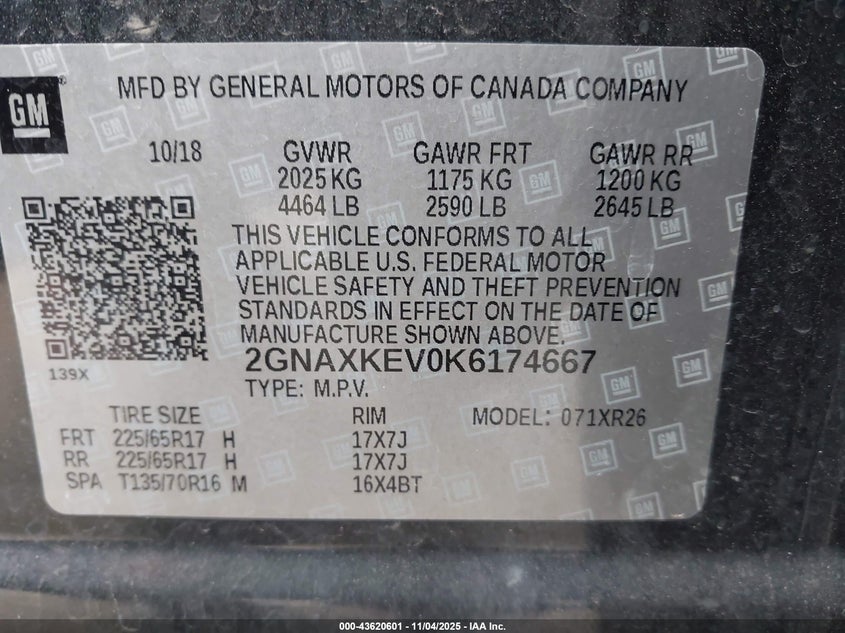 MFD BY GENERAL MOTORS OF CANADA COMPANY
GM
10/18 GVWR GAWR FRT GAWR RR
2025 KG 1175 KG 1200 KG
4464 LB 2590 LB 2645 LB
THIS VEHICLE CONFORMS TO ALL
APPLICABLE U.S. FEDERAL MOTOR
VEHICLE SAFETY AND THEFT PREVENTION
STANDARDS IN EFFECT ON THE DATE OF
MANUFACTURE SHOWN ABOVE.
2GNAXKEV0K6174667
139X
TYPE: M.P.V.
TIRE SIZE RIM MODEL: 071XR26
FRT 225/65R17 H 17X7J
RR 225/65R17 H 17X7J
SPA T135/70R16 M 16X4BT
000-43620601 - 11/04/2025 - IAA Inc.